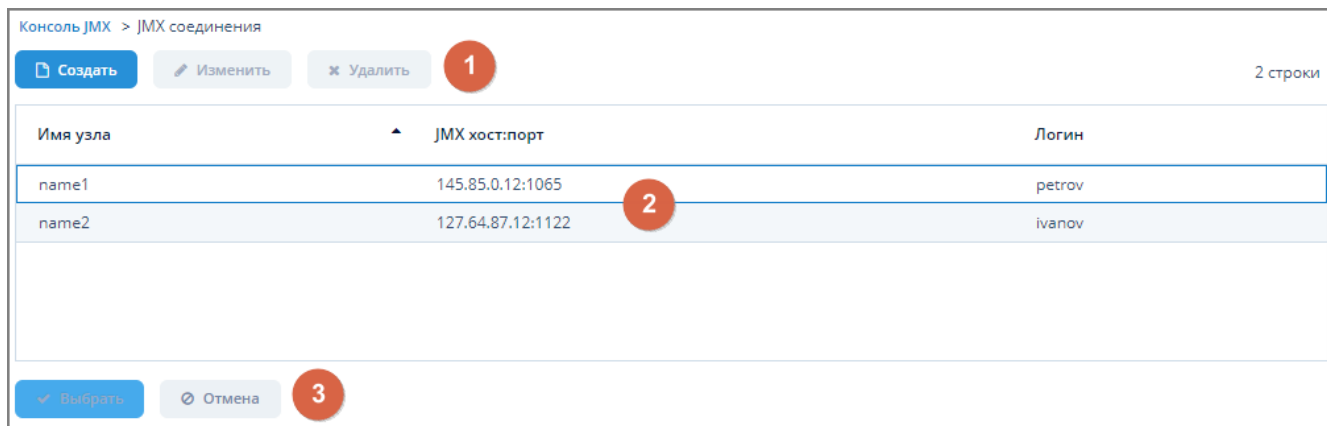 Консоль JMX > JMX соединения
Создать Изменить Удалить 1 2 строки
Имя узла JMX хост:порт Логин
name1 145.85.0.12:1065 petrov
2
name2 127.64.87.12:1122 ivanov
Выбрать Отмена 3